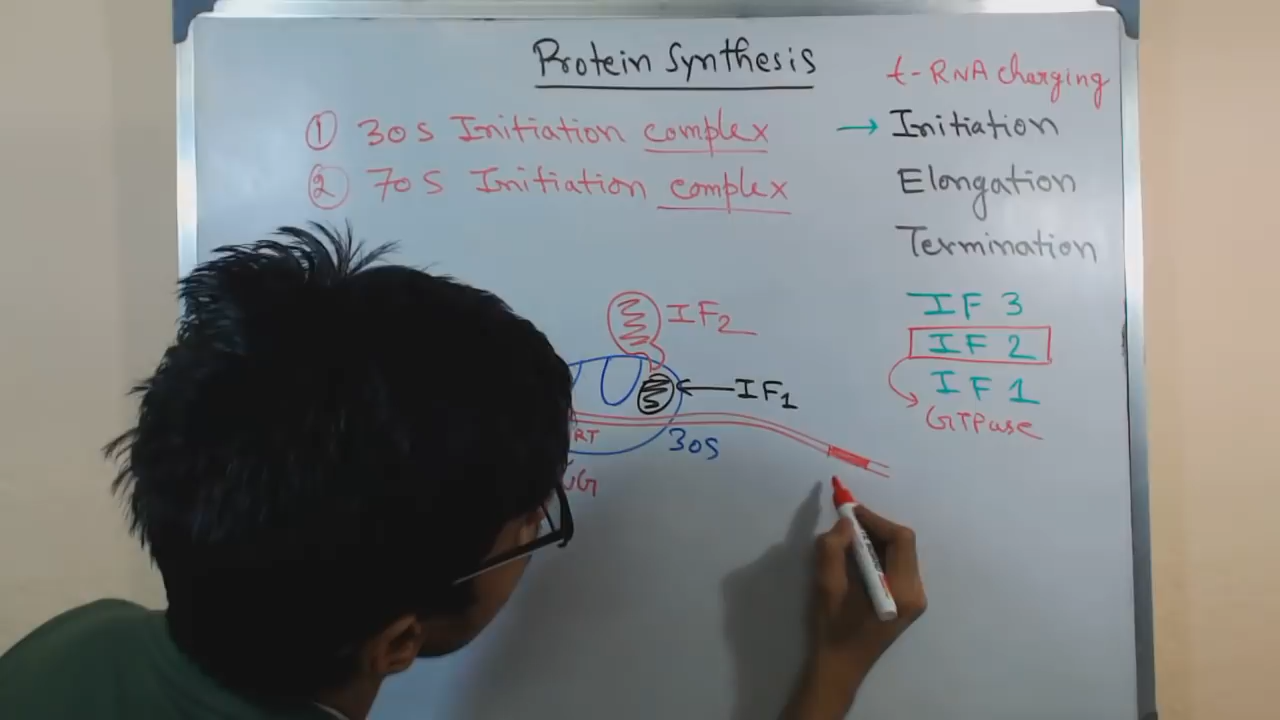 Protein Synthesis
① 30S Initiation complex
② 70S Initiation complex
t-RNA charging
→ Initiation
Elongation
Termination
IF 3
IF 2
IF 1
GTPase
IF2
IF1
30S